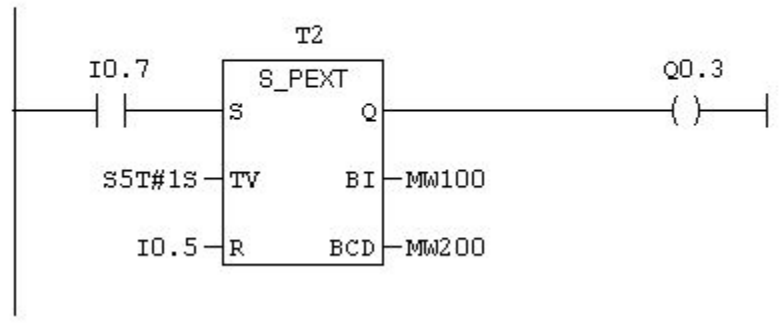 T2
I0.7 S_PEXT Q0.3
S Q
S5T#1S TV BI MW100
I0.5 R BCD MW200